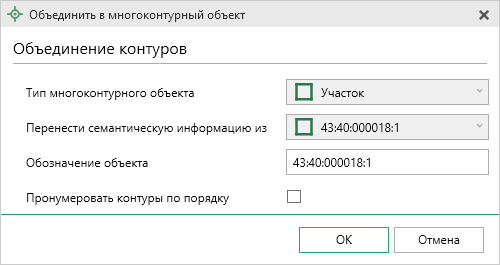 Объединить в многоконтурный объект
Объединение контуров
Тип многоконтурного объекта
Участок
Перенести семантическую информацию из
43:40:000018:1
Обозначение объекта
43:40:000018:1
Пронумеровать контуры по порядку
ОК
Отмена